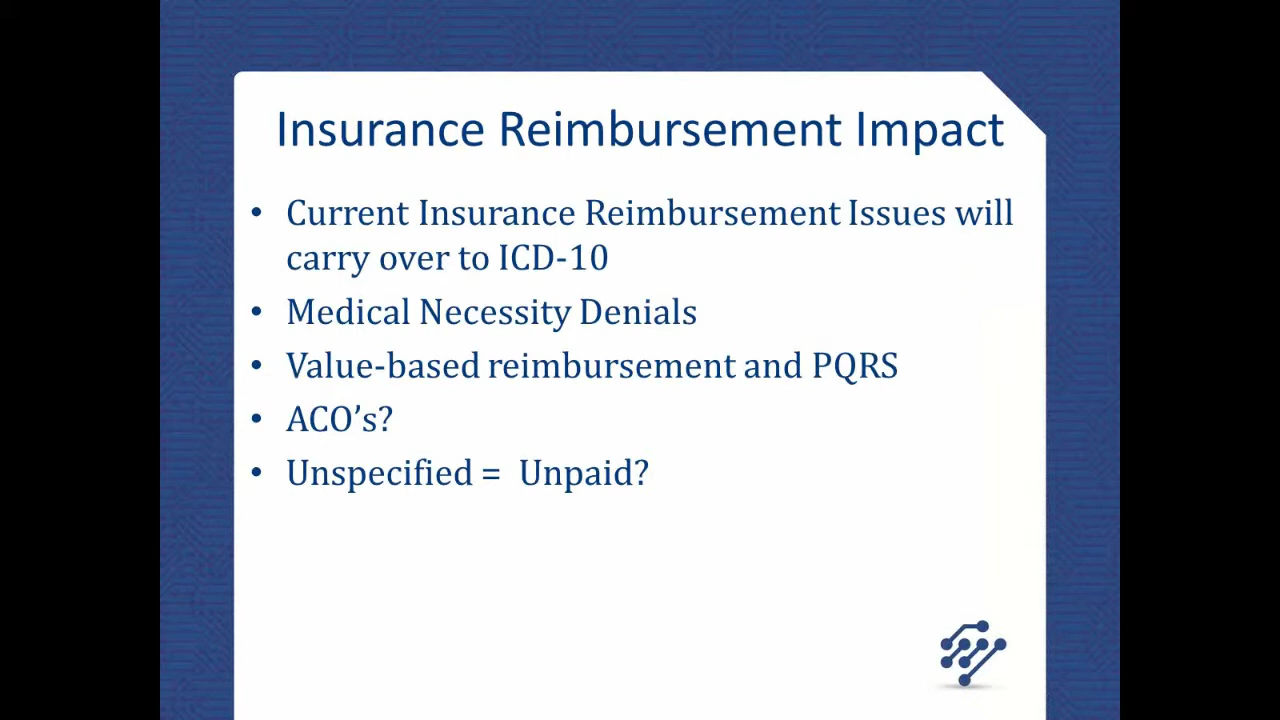 Insurance Reimbursement Impact
• Current Insurance Reimbursement Issues will
carry over to ICD-10
• Medical Necessity Denials
• Value-based reimbursement and PQRS
• ACO’s?
• Unspecified = Unpaid?